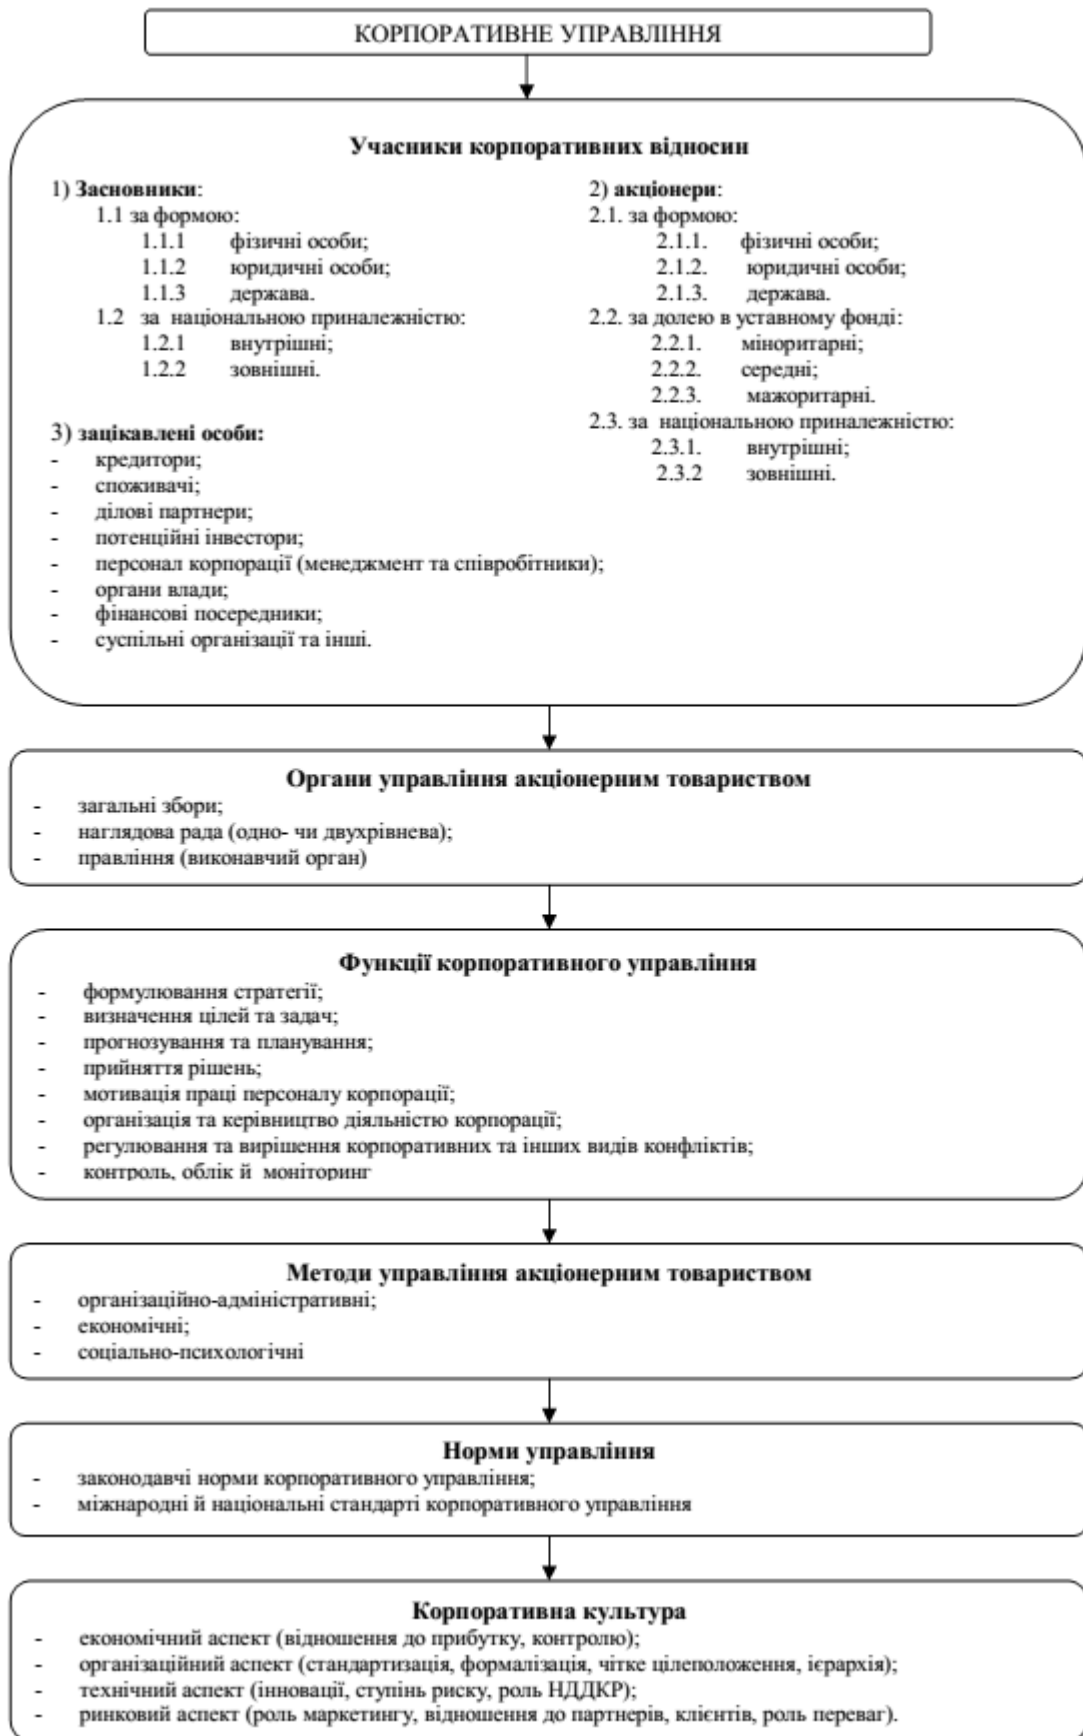 КОРПОРАТИВНЕ УПРАВЛІННЯ
Учасники корпоративних відносин
1) Засновники:
1.1 за формою:
1.1.1 фізичні особи;
1.1.2 юридичні особи;
1.1.3 держава.
1.2 за національною приналежністю:
1.2.1 внутрішні;
1.2.2 зовнішні.
2) акціонери:
2.1. за формою:
2.1.1. фізичні особи;
2.1.2. юридичні особи;
2.1.3. держава.
2.2. за долею в уставному фонді:
2.2.1. міноритарні;
2.2.2. середні;
2.2.3. мажоритарні.
2.3. за національною приналежністю:
2.3.1. внутрішні;
2.3.2 зовнішні.
3) зацікавлені особи:
- кредитори;
- споживачі;
- ділові партнери;
- потенційні інвестори;
- персонал корпорації (менеджмент та співробітники);
- органи влади;
- фінансові посередники;
- суспільні організації та інші.
Органи управління акціонерним товариством
- загальні збори;
- наглядова рада (одно- чи двухрівнева);
- правління (виконавчий орган)
Функції корпоративного управління
- формулювання стратегії;
- визначення цілей та задач;
- прогнозування та планування;
- прийняття рішень;
- мотивація праці персоналу корпорації;
- організація та керівництво діяльністю корпорації;
- регулювання та вирішення корпоративних та інших видів конфліктів;
- контроль, облік й моніторинг
Методи управління акціонерним товариством
- організаційно-адміністративні;
- економічні;
- соціально-психологічні
Норми управління
- законодавчі норми корпоративного управління;
- міжнародні й національні стандарті корпоративного управління
Корпоративна культура
- економічний аспект (відношення до прибутку, контролю);
- організаційний аспект (стандартизація, формалізація, чітке цілеположення, ієрархія);
- технічний аспект (інновації, ступінь риску, роль НДДКР);
- ринковий аспект (роль маркетингу, відношення до партнерів, клієнтів, роль переваг).